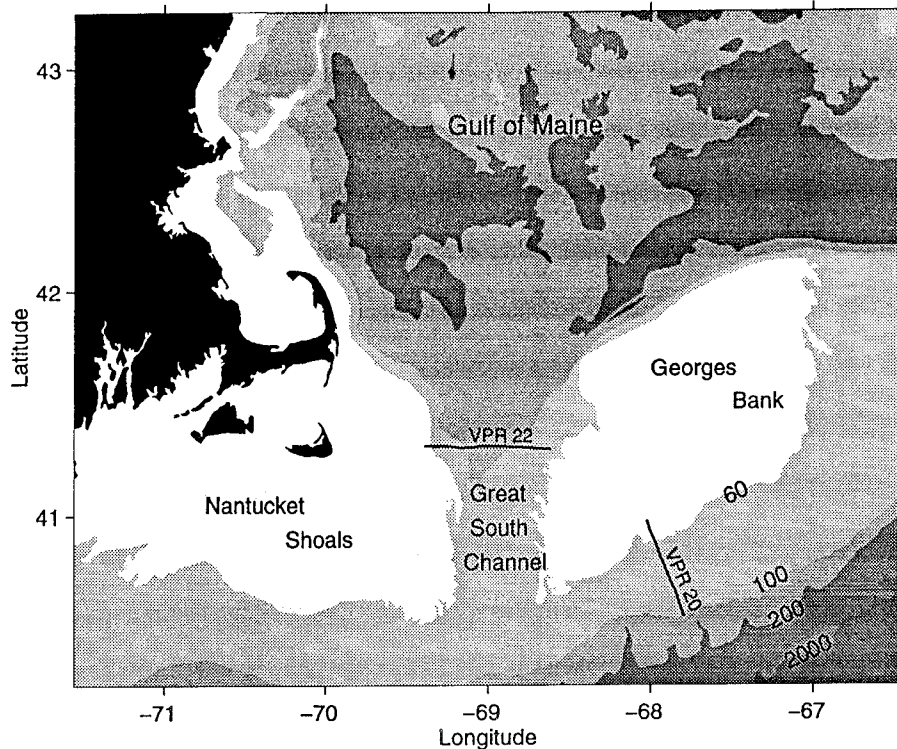 43
Gulf of Maine
42
Latitude
Georges
Bank
VPR 22
60
Great
Nantucket
41
South
Shoals
Channel
VPR 20
100
200
2000
−71
−70
−69
−68
−67
Longitude